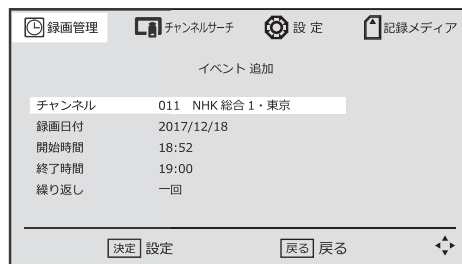 録画管理 チャンネルサーチ 設 定 記録メディア
イベント 追加
チャンネル 011 NHK 総合 1・東京
録画日付 2017/12/18
開始時間 18:52
終了時間 19:00
繰り返し 一回
決定 設定 戻る 戻る